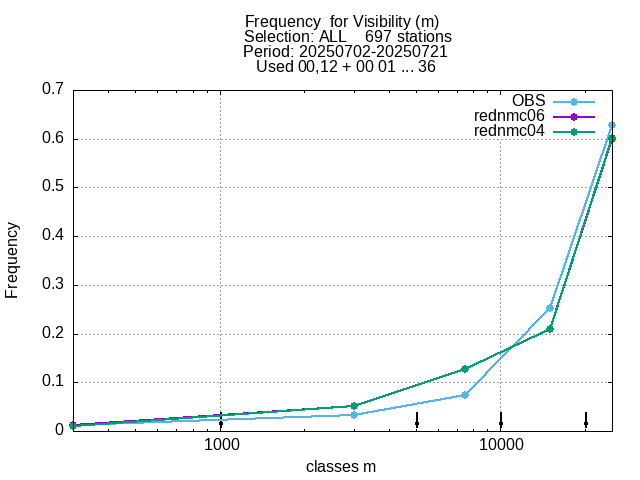 Frequency  for Visibility (m)
Selection: ALL    697 stations
Period: 20250702-20250721
Used 00,12 + 00 01 ... 36
0.7
0.6
0.5
0.4
0.3
0.2
0.1
0
Frequency
OBS
rednmc06
rednmc04
1000
10000
classes m